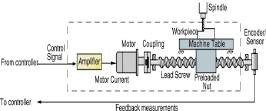 Spindle
Workpiece
Encoder/
Sensor
Motor
Coupling
Machine Table
Control
Signal
Amplifier
From controller
Motor Current
Lead Screw
Preloaded
Nut
To controller
Feedback measurements